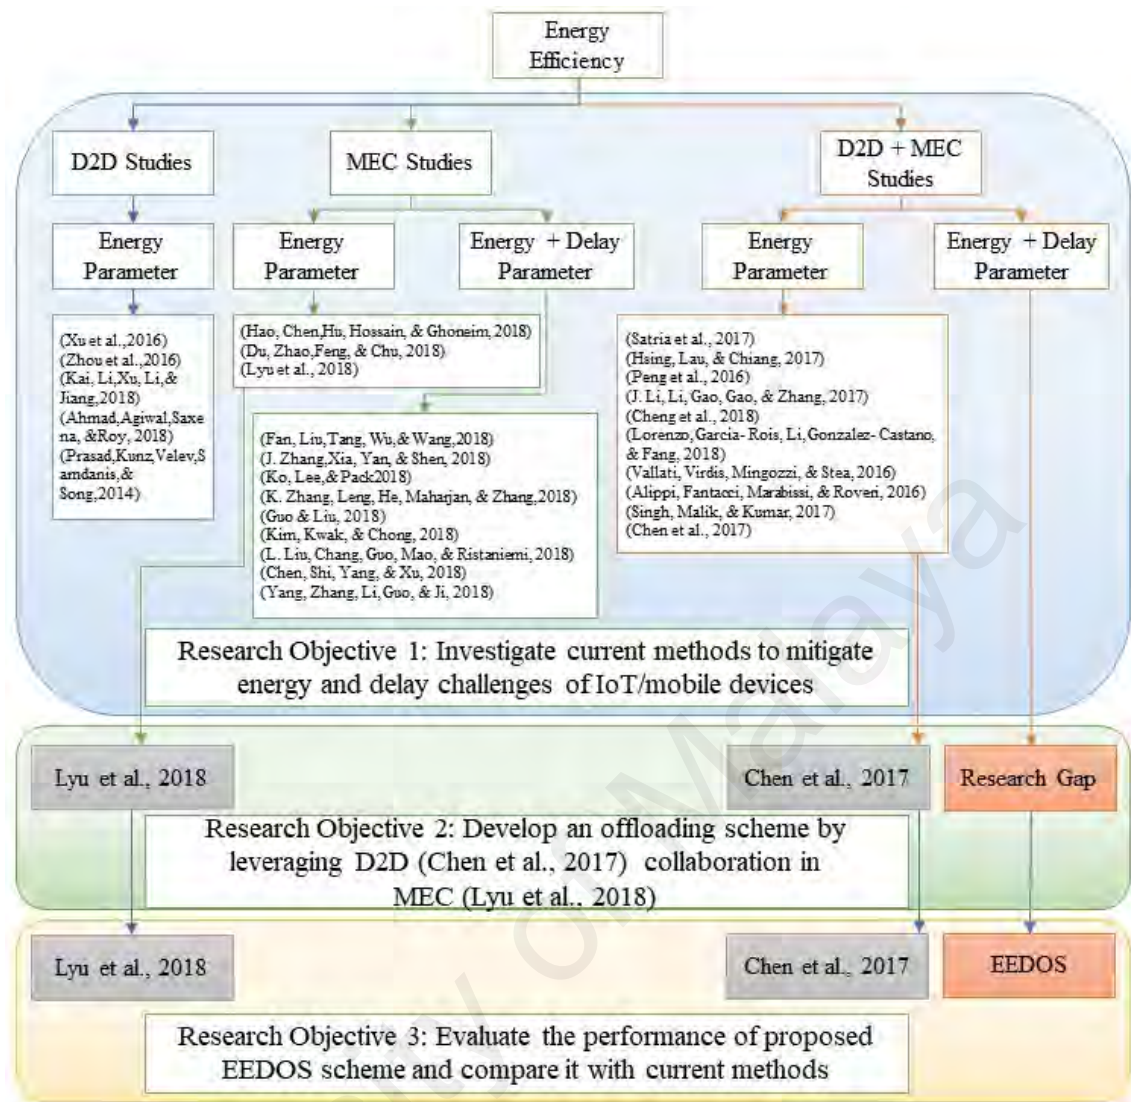 Energy
Efficiency
D2D Studies
MEC Studies
D2D + MEC
Studies
Energy
Parameter
Energy
Parameter
Energy + Delay
Parameter
Energy
Parameter
Energy + Delay
Parameter
(Xu et al.,2016)
(Zhou et al.,2016)
(Kai, Li,Xu, Li,&
Jiang,2018)
(Ahmad,Agiwal,Saxe
na, &Roy, 2018)
(Prasad,Kunz,Velev,S
amdanis,&
Song,2014)
(Hao, Chen,Hu, Hossain, & Ghoneim, 2018)
(Du, Zhao,Feng, & Chu, 2018)
(Lyu et al., 2018)
(Fan, Liu,Tang, Wu,& Wang,2018)
(J. Zhang,Xia, Yan, & Shen, 2018)
(Ko, Lee,&Pack2018)
(K. Zhang, Leng, He, Maharjan, & Zhang,2018)
(Guo & Liu, 2018)
(Kim, Kwak, & Chong, 2018)
(L. Liu, Chang, Guo, Mao, & Ristaniemi, 2018)
(Chen, Shi, Yang, & Xu, 2018)
(Yang, Zhang, Li, Guo, & Ji, 2018)
(Satria et al., 2017)
(Hsing, Lau, & Chiang, 2017)
(Peng et al., 2016)
(J. Li, Li, Gao, Gao, & Zhang, 2017)
(Cheng et al., 2018)
(Lorenzo,Garcia- Rois, Li,Gonzalez- Castano,
& Fang, 2018)
(Vallati, Virdis, Mingozzi, & Stea, 2016)
(Alippi, Fantacci, Marabissi, & Roveri, 2016)
(Singh, Malik, & Kumar, 2017)
(Chen et al., 2017)
Research Objective 1: Investigate current methods to mitigate
energy and delay challenges of IoT/mobile devices
Lyu et al., 2018
Chen et al., 2017
Research Gap
Research Objective 2: Develop an offloading scheme by
leveraging D2D (Chen et al., 2017) collaboration in
MEC (Lyu et al., 2018)
Lyu et al., 2018
Chen et al., 2017
EEDOS
Research Objective 3: Evaluate the performance of proposed
EEDOS scheme and compare it with current methods
of Malaya